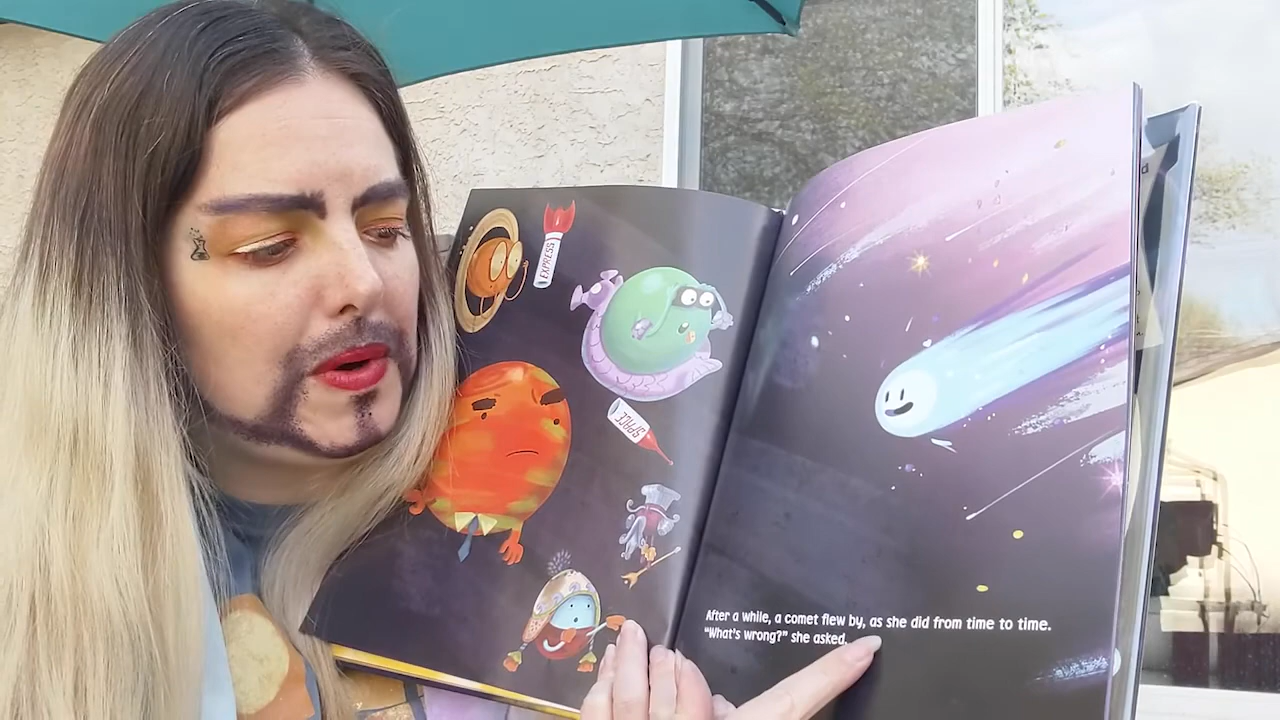 EXPRESS
SPACE
After a while, a comet flew by, as she did from time to time.
"What's wrong?" she asked.